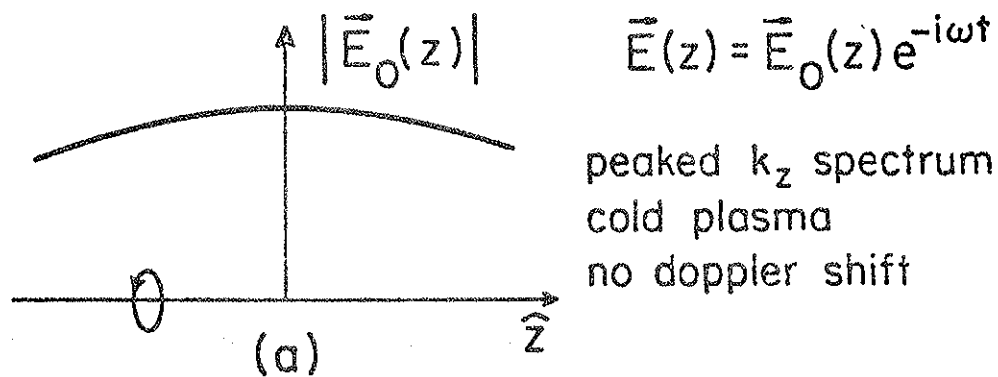 |E⃗₀(z)|
E⃗(z) = E⃗₀(z) e^{-iωt}
peaked k_z spectrum
cold plasma
no doppler shift
ẑ
(a)